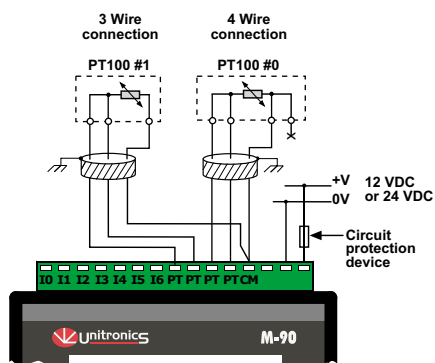 3 Wire
connection
4 Wire
connection
PT100 #1
PT100 #0
+V
0V
12 VDC
or 24 VDC
Circuit
protection
device
I0 I1 I2 I3 I4 I5 I6 PT PT PT PT CM
Unitronics
M-90